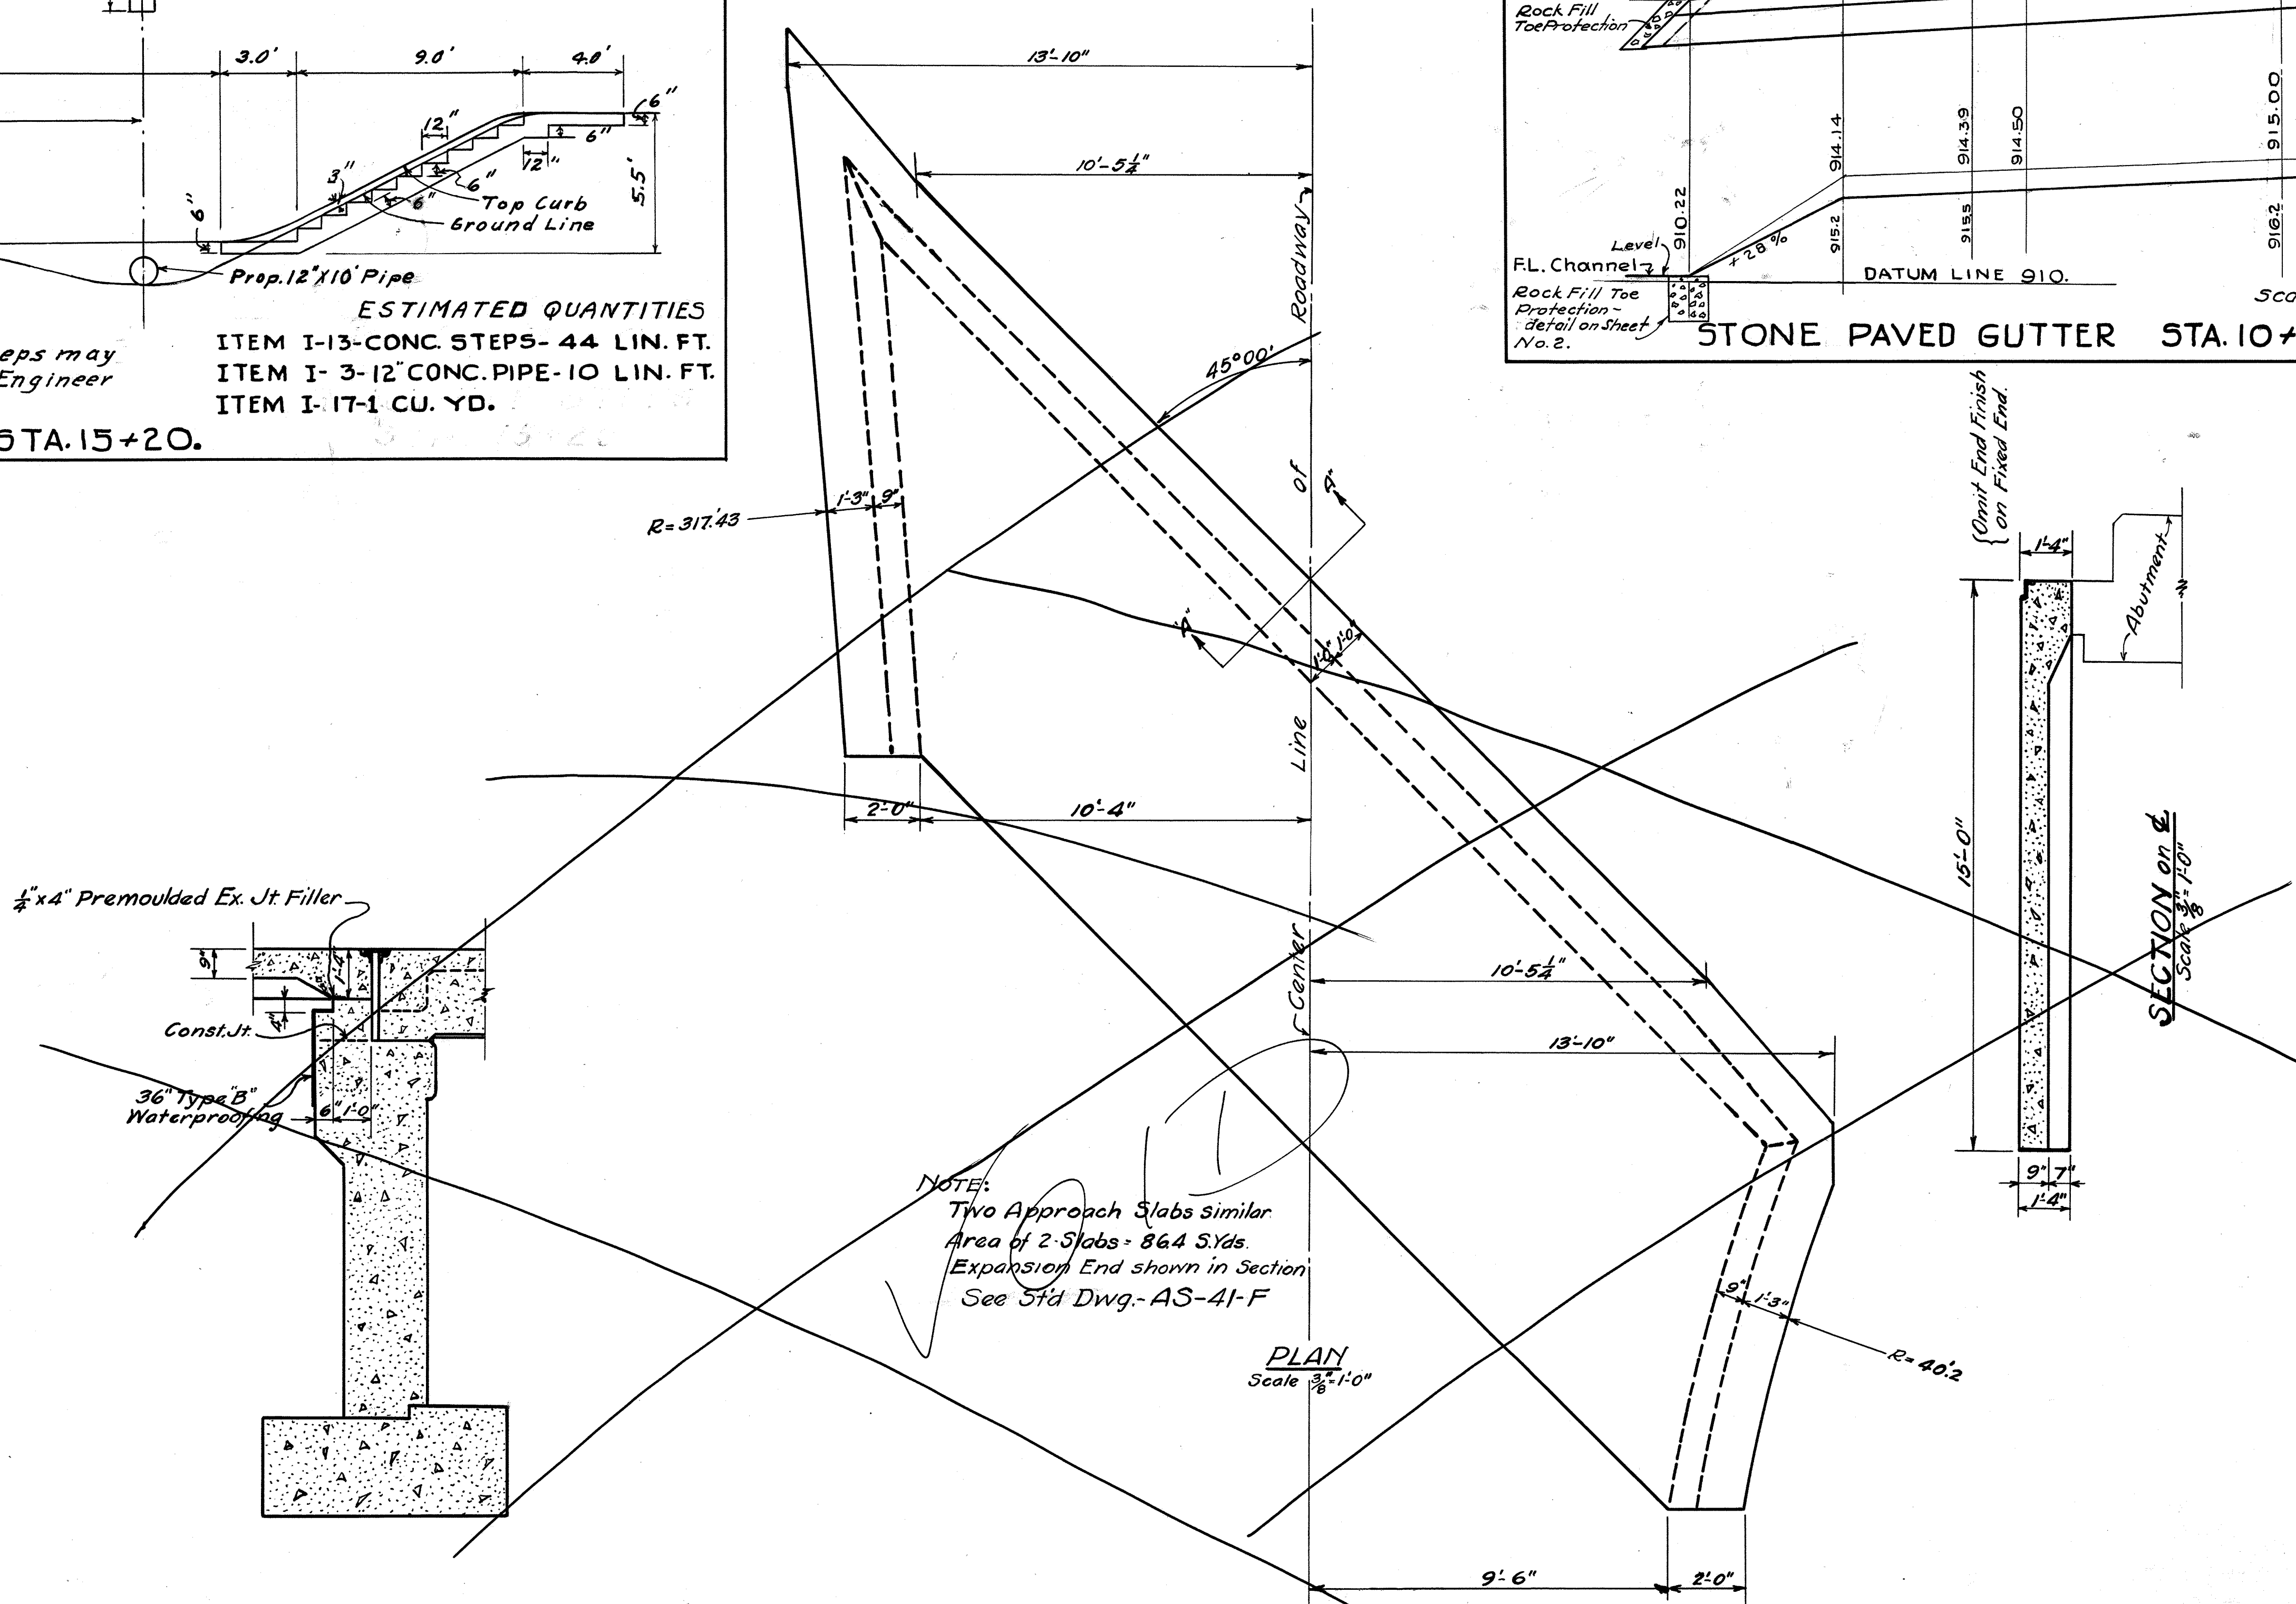 3.0'
9.0'
4.0'
6"
12"
6"
12"
3"
6"
6"
5.5'
6"
Top Curb
Ground Line
Prop. 12"X10' Pipe
ESTIMATED QUANTITIES
ITEM I-13-CONC. STEPS- 44 LIN. FT.
ITEM I- 3-12" CONC. PIPE-10 LIN. FT.
ITEM I- 17-1 CU. YD.
eps may
Engineer
STA. 15+20.
13'-10"
10'-5¼"
Roadway
of
Line
Center
45°00'
"A"
"A"
R=317.'43
1'-3"
9"
1'-0"
1'-0"
2'-0"
10'-4"
10'-5¼"
13'-10"
9"
1'-3"
R=40.'2
9'-6"
2'-0"
NOTE:
Two Approach Slabs similar.
Area of 2-Slabs = 86.4 S.Yds.
Expansion End shown in Section
See St'd Dwg.- AS-41-F
PLAN
Scale 3/8"=1'-0"
¼"x4" Premoulded Ex. Jt. Filler
9"
1'-4"
4"
Const. Jt.
36" Type "B"
Waterproofing
6"
1'-0"
Rock Fill
Toe Protection
910.22
914.14
914.39
914.50
915.00
915.2
915.5
916.2
Level
F.L. Channel
+28%
DATUM LINE 910.
Rock Fill Toe
Protection-
detail on Sheet
No. 2.
Sca
STONE PAVED GUTTER STA. 10+
{Omit End Finish
on Fixed End.
1'-4"
Abutment
15'-0"
9"
7"
1'-4"
SECTION on ℄
Scale 3/8"=1'-0"